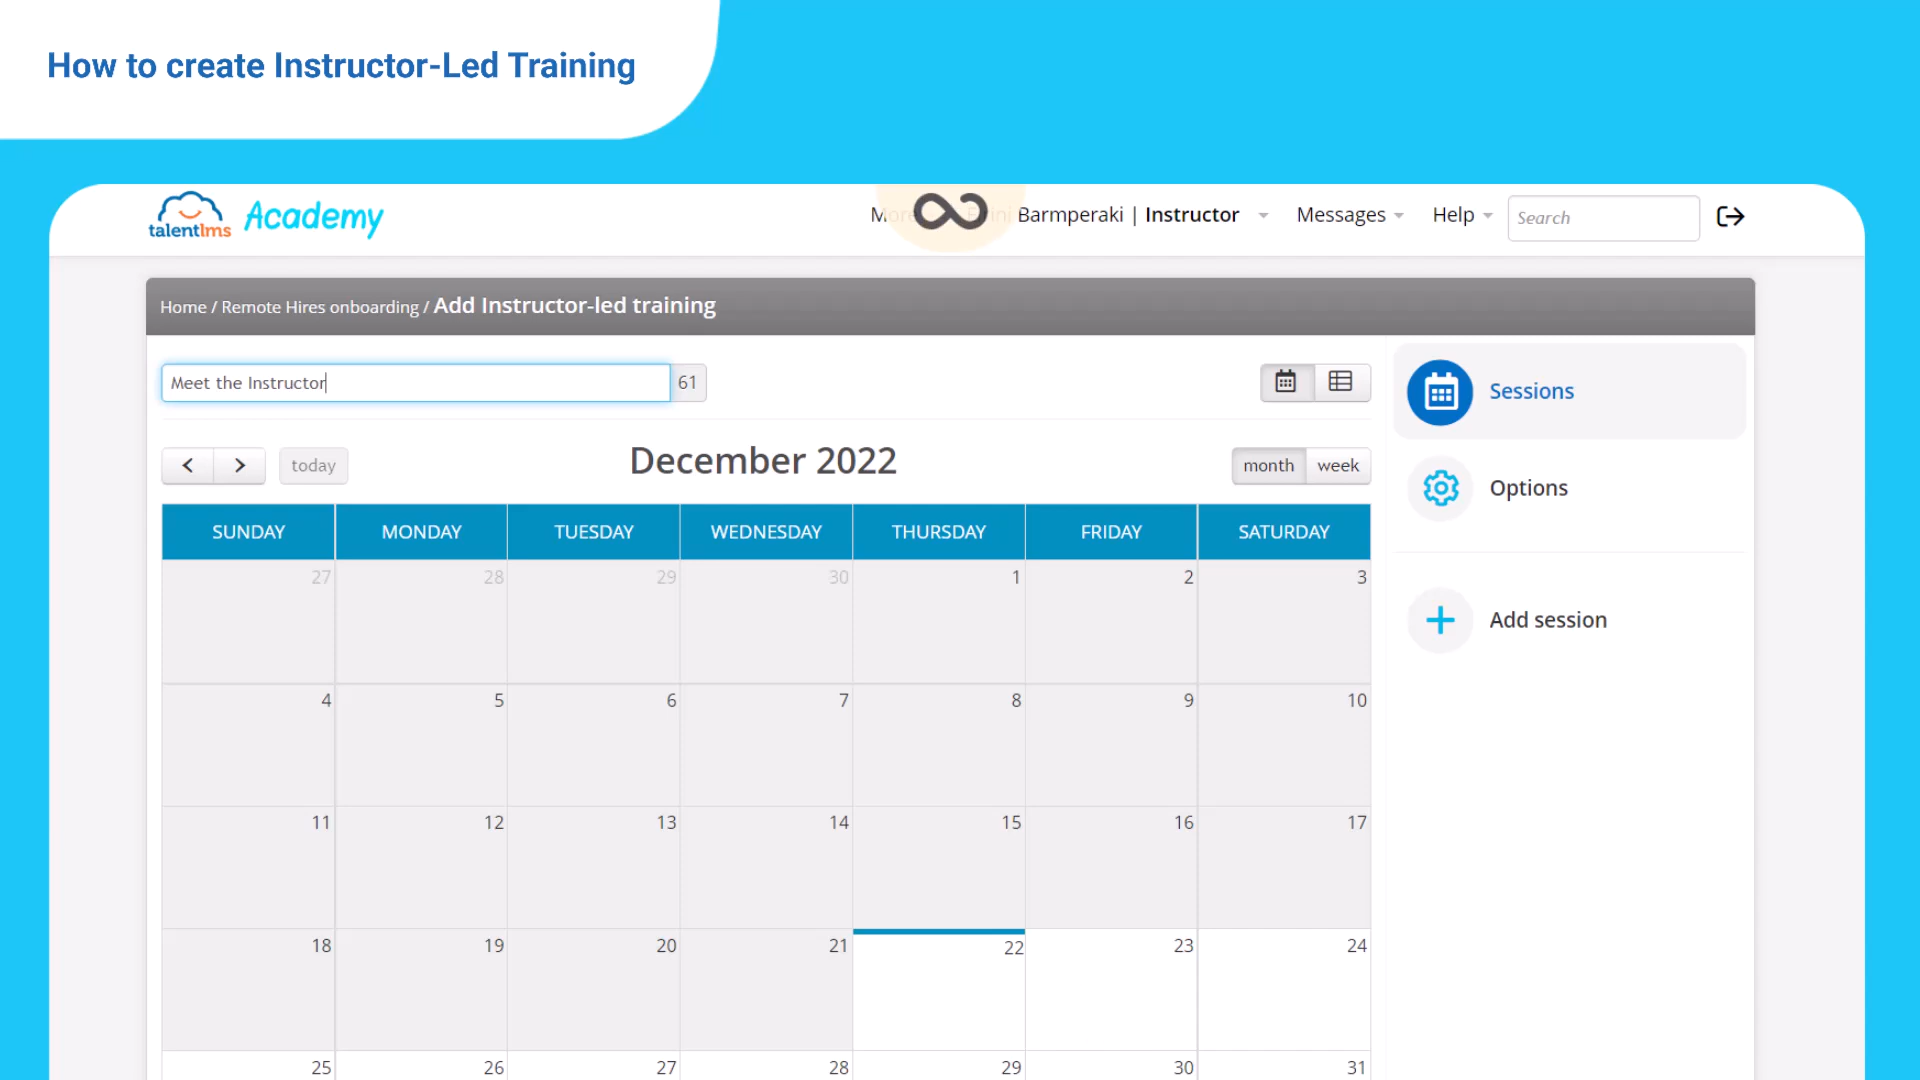 How to create Instructor-Led Training
talentlms Academy
Barmperaki | Instructor Messages Help Search
Home / Remote Hires onboarding / Add Instructor-led training
Meet the Instructor 61
Sessions
today December 2022 month week
Options
SUNDAY MONDAY TUESDAY WEDNESDAY THURSDAY FRIDAY SATURDAY
27 28 29 30 1 2 3
Add session
4 5 6 7 8 9 10
11 12 13 14 15 16 17
18 19 20 21 22 23 24
25 26 27 28 29 30 31